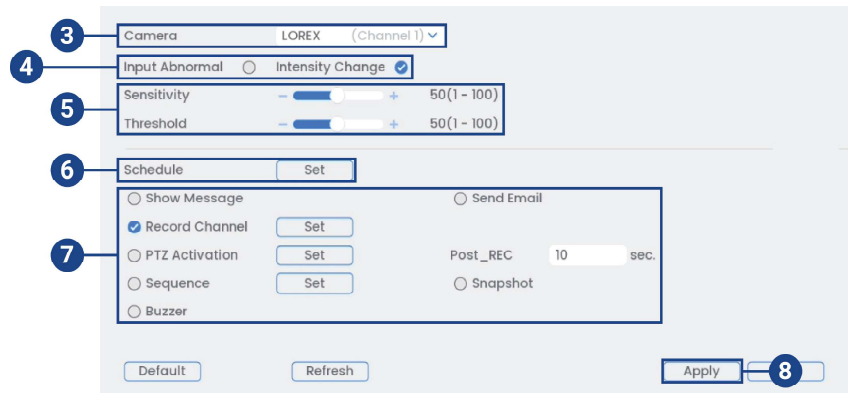 3 Camera LOREX (Channel 1)
4 Input Abnormal Intensity Change
5 Sensitivity - + 50(1 - 100)
Threshold - + 50(1 - 100)
6 Schedule Set
Show Message Send Email
Record Channel Set
7 PTZ Activation Set Post_REC 10 sec.
Sequence Set Snapshot
Buzzer
Default Refresh Apply 8